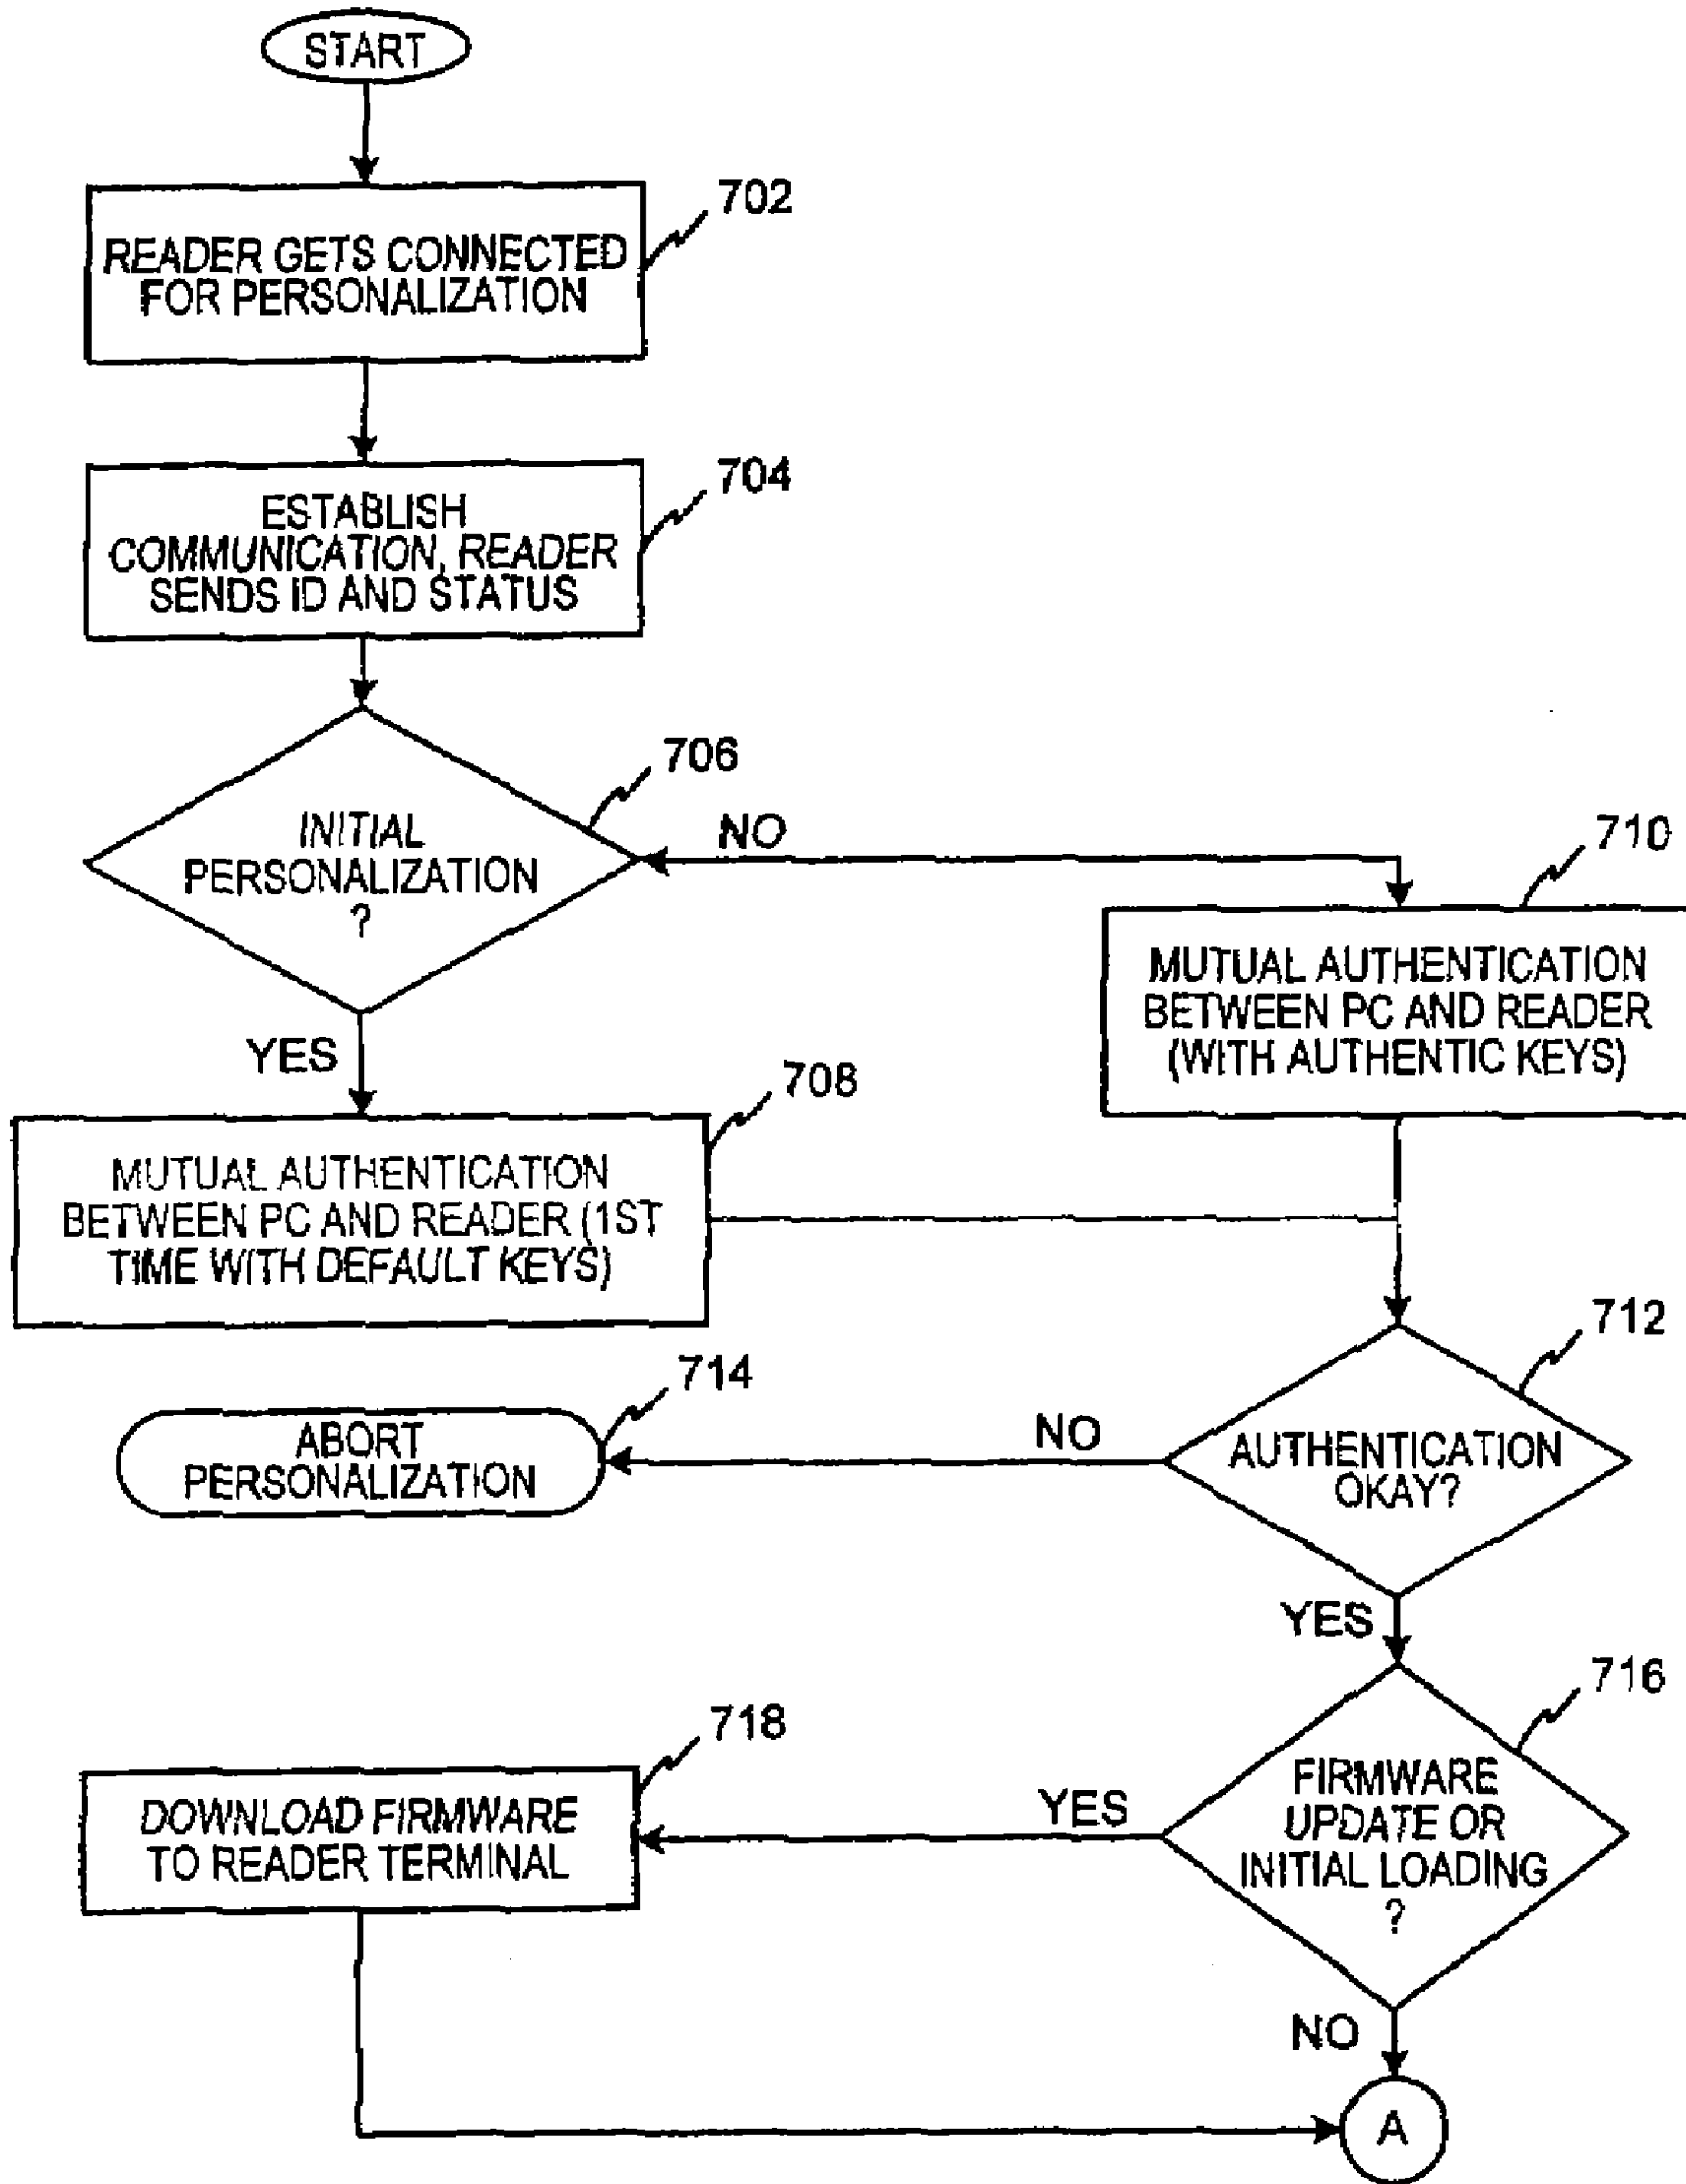 START
702
READER GETS CONNECTED
FOR PERSONALIZATION
704
ESTABLISH
COMMUNICATION, READER
SENDS ID AND STATUS
706
INITIAL
PERSONALIZATION
?
NO
YES
710
MUTUAL AUTHENTICATION
BETWEEN PC AND READER
(WITH AUTHENTIC KEYS)
708
MUTUAL AUTHENTICATION
BETWEEN PC AND READER (1ST
TIME WITH DEFAULT KEYS)
712
AUTHENTICATION
OKAY?
NO
714
ABORT
PERSONALIZATION
YES
716
FIRMWARE
UPDATE OR
INITIAL LOADING
?
YES
718
DOWNLOAD FIRMWARE
TO READER TERMINAL
NO
A